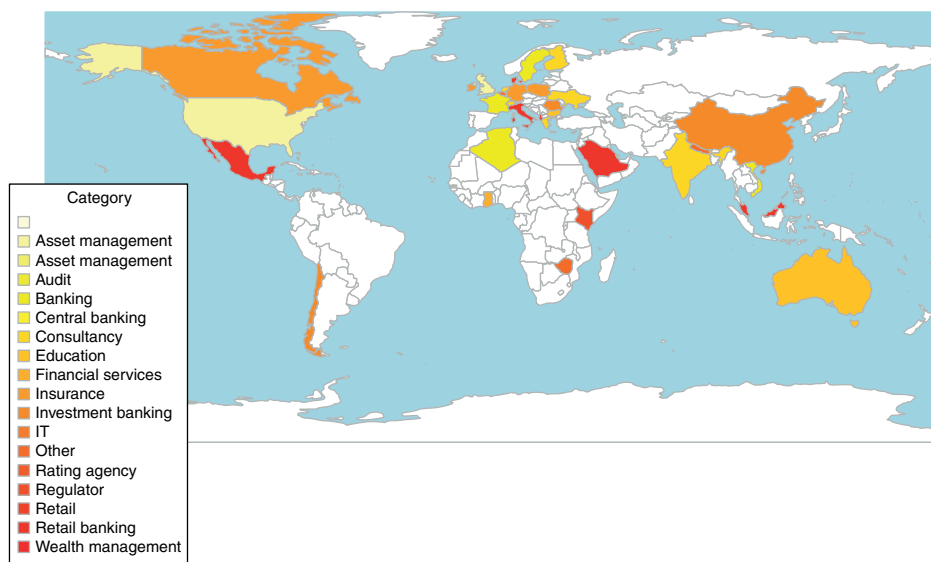 Category
Asset management
Asset management
Audit
Banking
Central banking
Consultancy
Education
Financial services
Insurance
Investment banking
IT
Other
Rating agency
Regulator
Retail
Retail banking
Wealth management